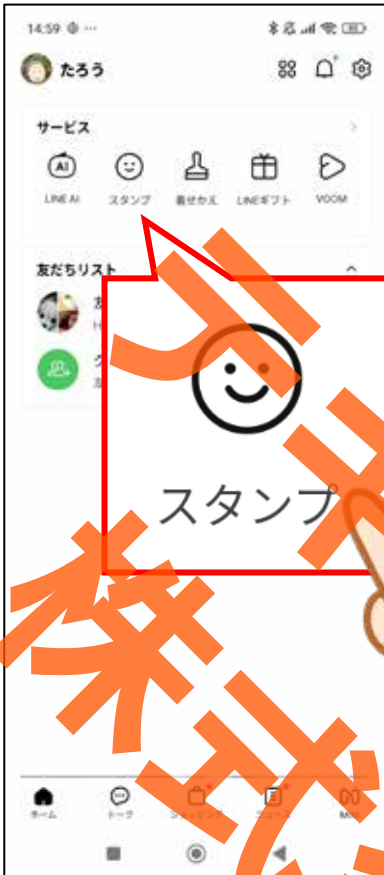 14:59
たろう
サービス
LINE AI
スタンプ
着せかえ
LINEギフト
VOOM
友だちリスト
スタンプ
株式
ホーム
トーク
ショッピング
ニュース